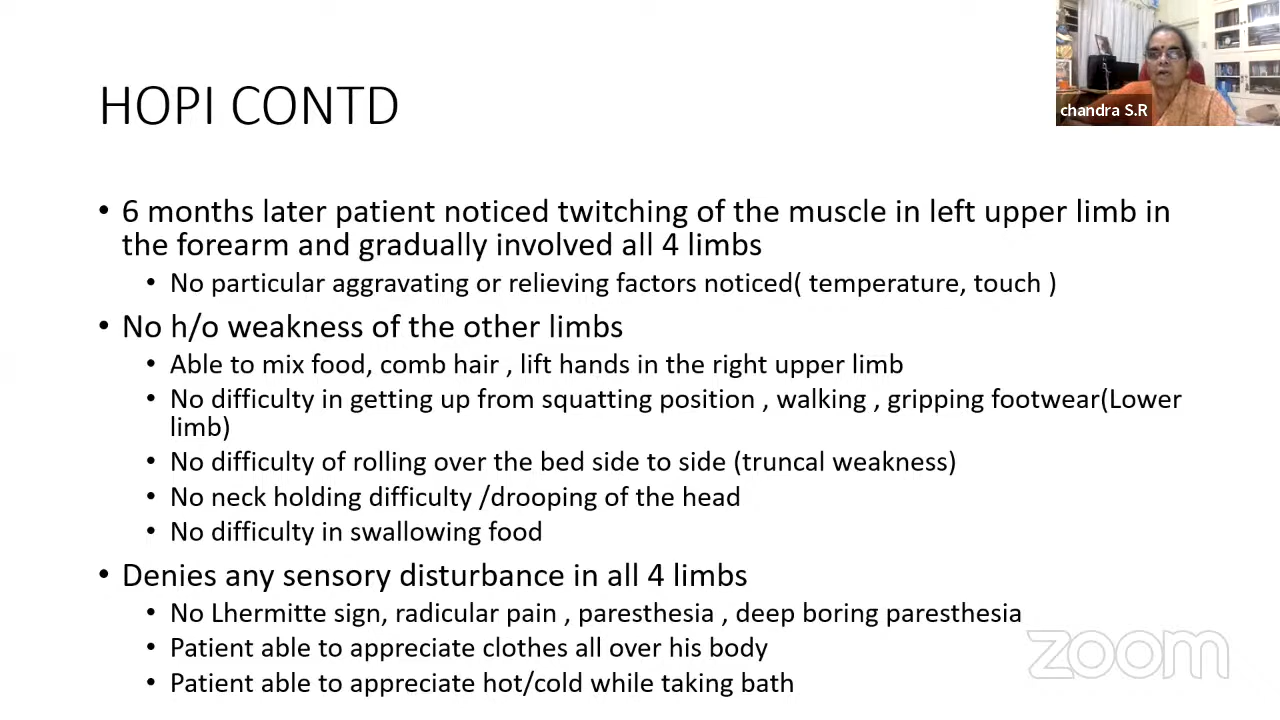 HOPI CONTD
chandra S.R
• 6 months later patient noticed twitching of the muscle in left upper limb in
the forearm and gradually involved all 4 limbs
• No particular aggravating or relieving factors noticed( temperature, touch )
• No h/o weakness of the other limbs
• Able to mix food, comb hair , lift hands in the right upper limb
• No difficulty in getting up from squatting position , walking , gripping footwear(Lower
limb)
• No difficulty of rolling over the bed side to side (truncal weakness)
• No neck holding difficulty /drooping of the head
• No difficulty in swallowing food
• Denies any sensory disturbance in all 4 limbs
• No Lhermitte sign, radicular pain , paresthesia , deep boring paresthesia
• Patient able to appreciate clothes all over his body
• Patient able to appreciate hot/cold while taking bath
zoom